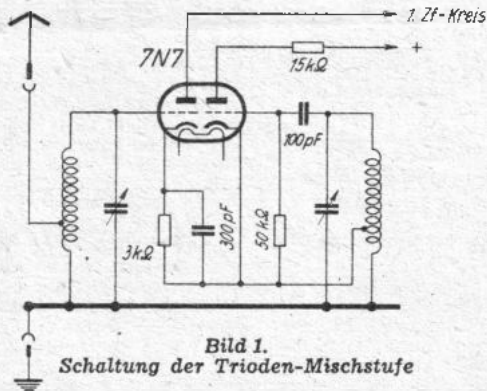 1. Zf-Kreis
7N7
+
15kΩ
100pF
3kΩ
300pF
50kΩ
Bild 1.
Schaltung der Trioden-Mischstufe